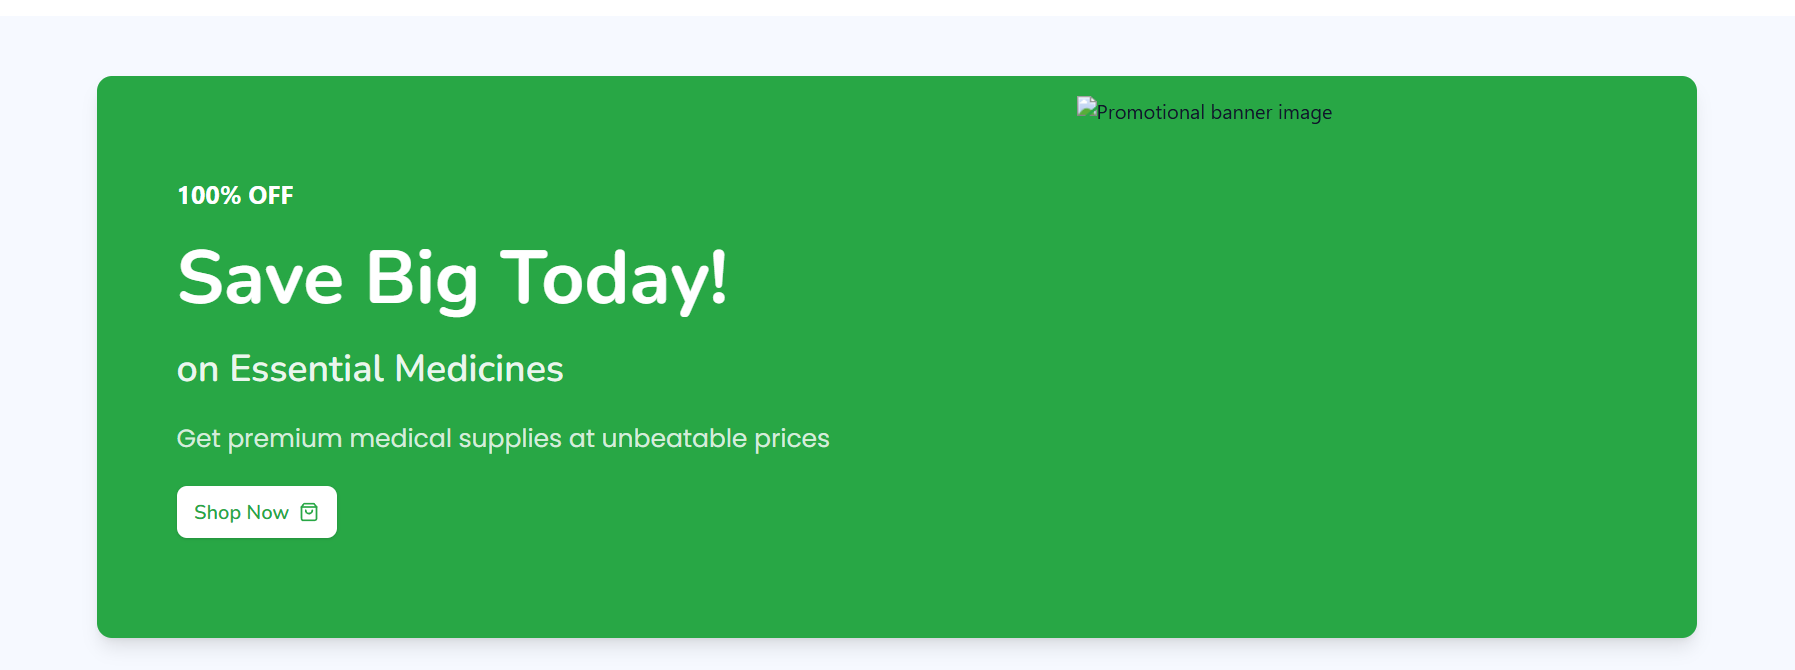 Promotional banner image
100% OFF
Save Big Today!
on Essential Medicines
Get premium medical supplies at unbeatable prices
Shop Now